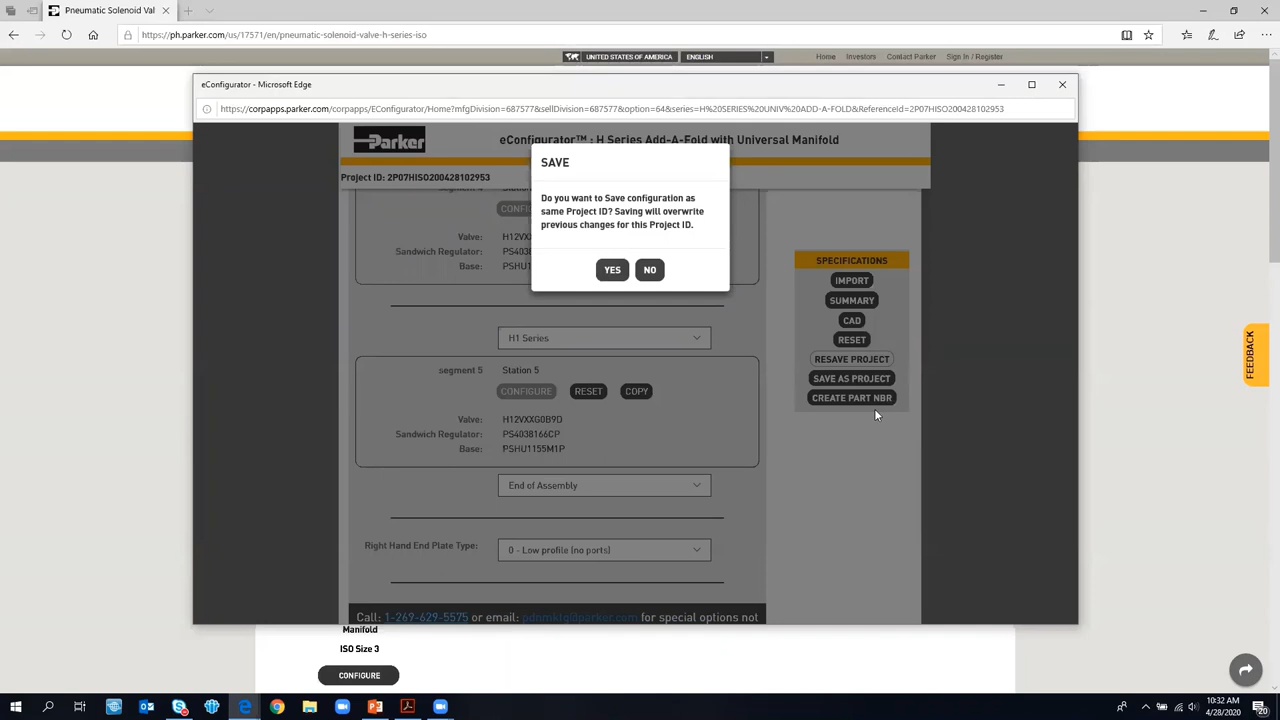 Pneumatic Solenoid Val
https://ph.parker.com/us/17571/en/pneumatic-solenoid-valve-h-series-iso
UNITED STATES OF AMERICA ENGLISH Home Investors Contact Parker Sign In / Register
eConfigurator - Microsoft Edge
https://corpapps.parker.com/corpapps/EConfigurator/Home?mfgDivision=687577&sellDivision=687577&option=64&series=H%20SERIES%20UNIV%20ADD-A-FOLD&ReferenceId=2P07HISO200428102953
Parker eConfigurator™ : H Series Add-A-Fold with Universal Manifold
Project ID: 2P07HISO200428102953
SAVE
Do you want to Save configuration as
same Project ID? Saving will overwrite
previous changes for this Project ID.
YES NO
segment 4
Valve:
Sandwich Regulator:
Base:
H1 Series
segment 5 Station 5
CONFIGURE RESET COPY
Valve: H12VXXG0B9D
Sandwich Regulator: PS4038166CP
Base: PSHU1155M1P
End of Assembly
Right Hand End Plate Type: 0 - Low profile (no ports)
Call: 1-269-629-5575 or email: pdnmktg@parker.com for special options not
SPECIFICATIONS
IMPORT
SUMMARY
CAD
RESET
RESAVE PROJECT
SAVE AS PROJECT
CREATE PART NBR
FEEDBACK
Manifold
ISO Size 3
CONFIGURE
10:32 AM
4/28/2020
20